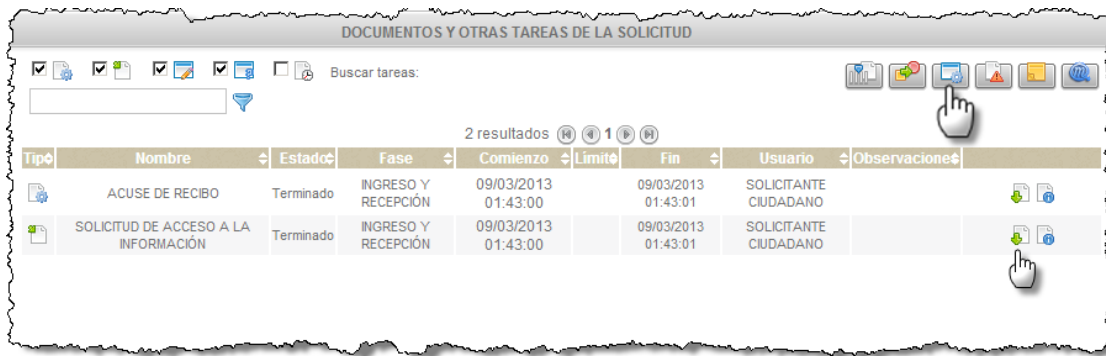 DOCUMENTOS Y OTRAS TAREAS DE LA SOLICITUD
Buscar tareas:
2 resultados 1
Tipo Nombre Estado Fase Comienzo Limite Fin Usuario Observaciones
ACUSE DE RECIBO Terminado INGRESO Y RECEPCIÓN 09/03/2013 01:43:00 09/03/2013 01:43:01 SOLICITANTE CIUDADANO
SOLICITUD DE ACCESO A LA INFORMACIÓN Terminado INGRESO Y RECEPCIÓN 09/03/2013 01:43:00 09/03/2013 01:43:01 SOLICITANTE CIUDADANO